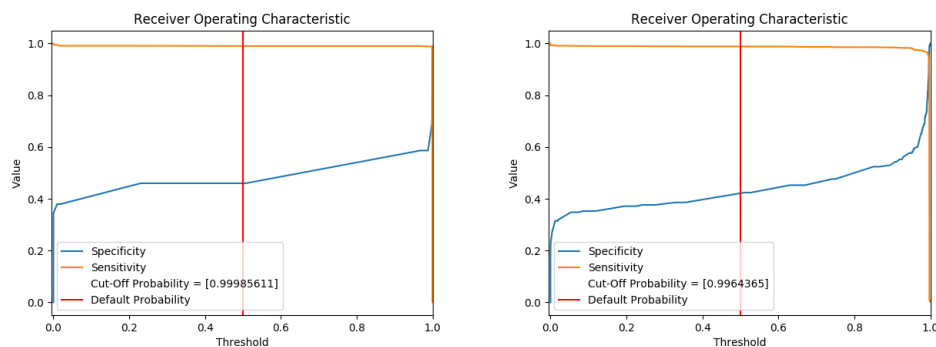 Receiver Operating Characteristic
1.0
0.8
0.6
0.4
0.2
0.0
Value
Specificity
Sensitivity
Cut-Off Probability = [0.99985611]
Default Probability
0.0 0.2 0.4 0.6 0.8 1.0
Threshold
Receiver Operating Characteristic
1.0
0.8
0.6
0.4
0.2
0.0
Value
Specificity
Sensitivity
Cut-Off Probability = [0.9964365]
Default Probability
0.0 0.2 0.4 0.6 0.8 1.0
Threshold